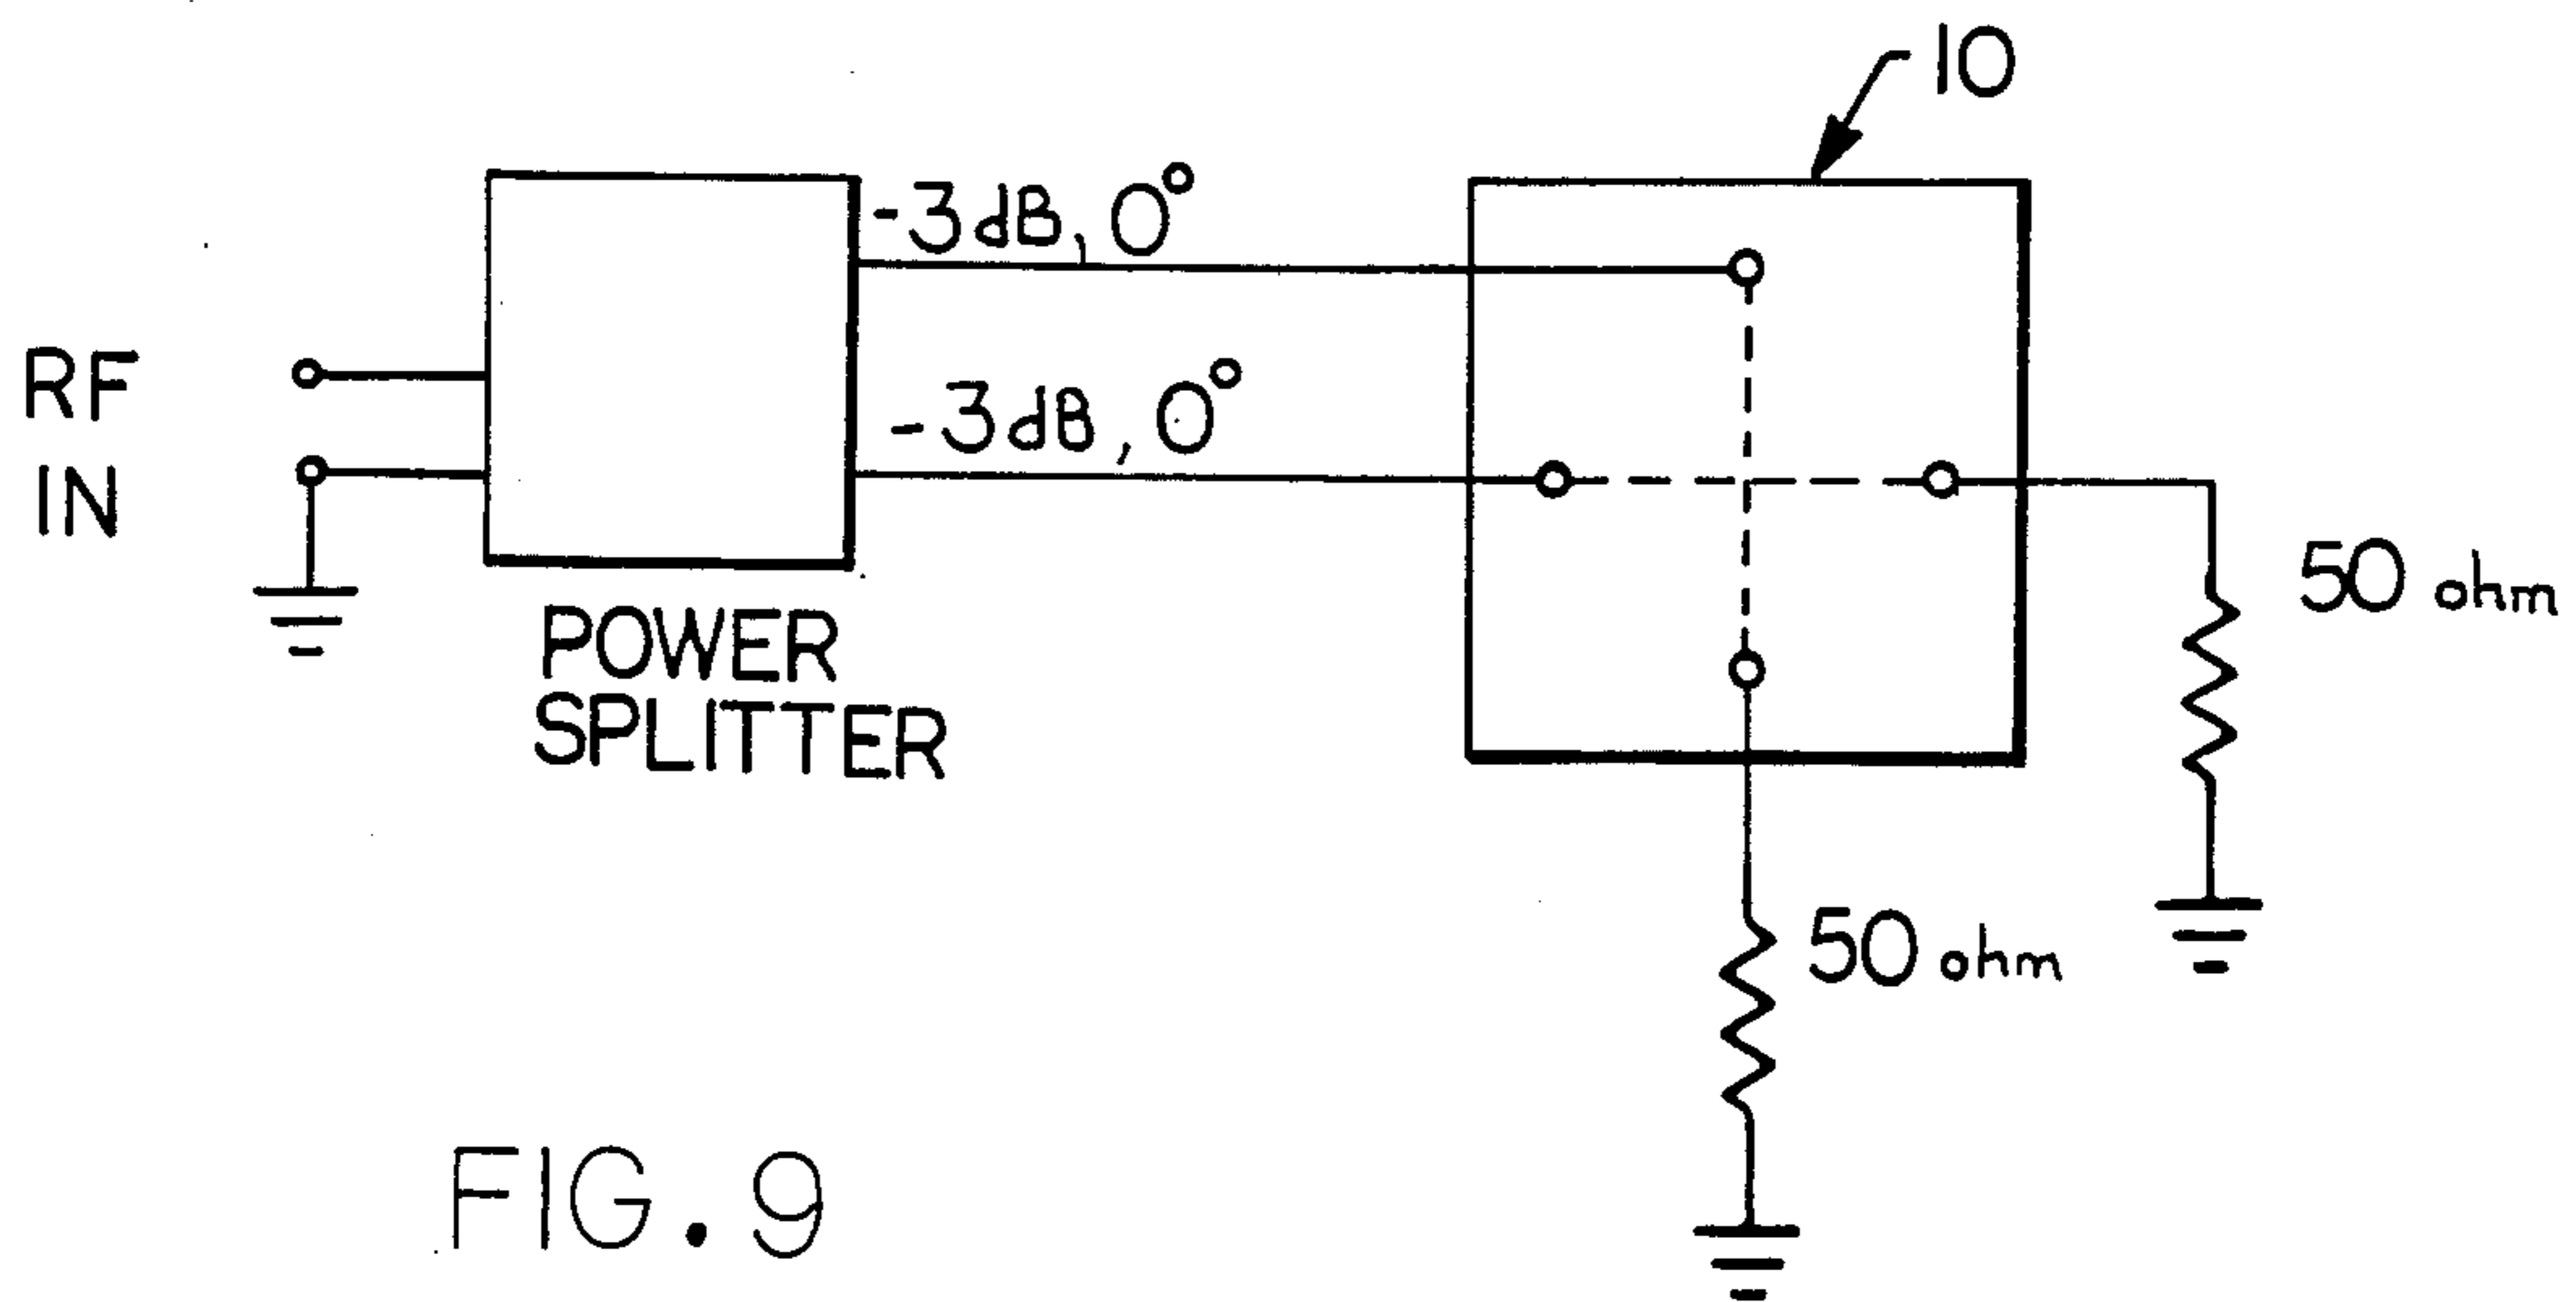 10
-3dB, 0°
RF
IN
-3dB, 0°
POWER
SPLITTER
50 ohm
50 ohm
FIG. 9